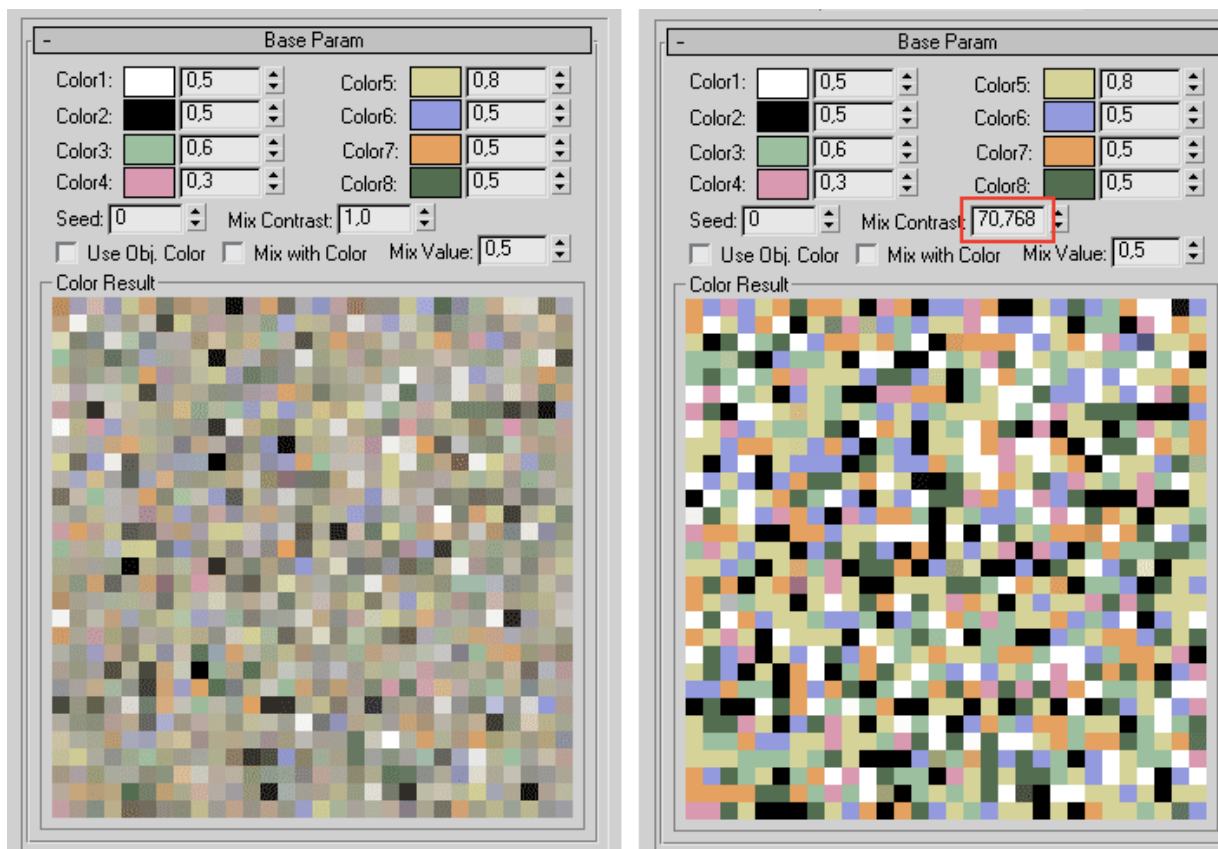 - Base Param
Color1: 0,5 Color5: 0,8
Color2: 0,5 Color6: 0,5
Color3: 0,6 Color7: 0,5
Color4: 0,3 Color8: 0,5
Seed: 0 Mix Contrast: 1,0
Use Obj. Color Mix with Color Mix Value: 0,5
Color Result
- Base Param
Color1: 0,5 Color5: 0,8
Color2: 0,5 Color6: 0,5
Color3: 0,6 Color7: 0,5
Color4: 0,3 Color8: 0,5
Seed: 0 Mix Contrast: 70,768
Use Obj. Color Mix with Color Mix Value: 0,5
Color Result